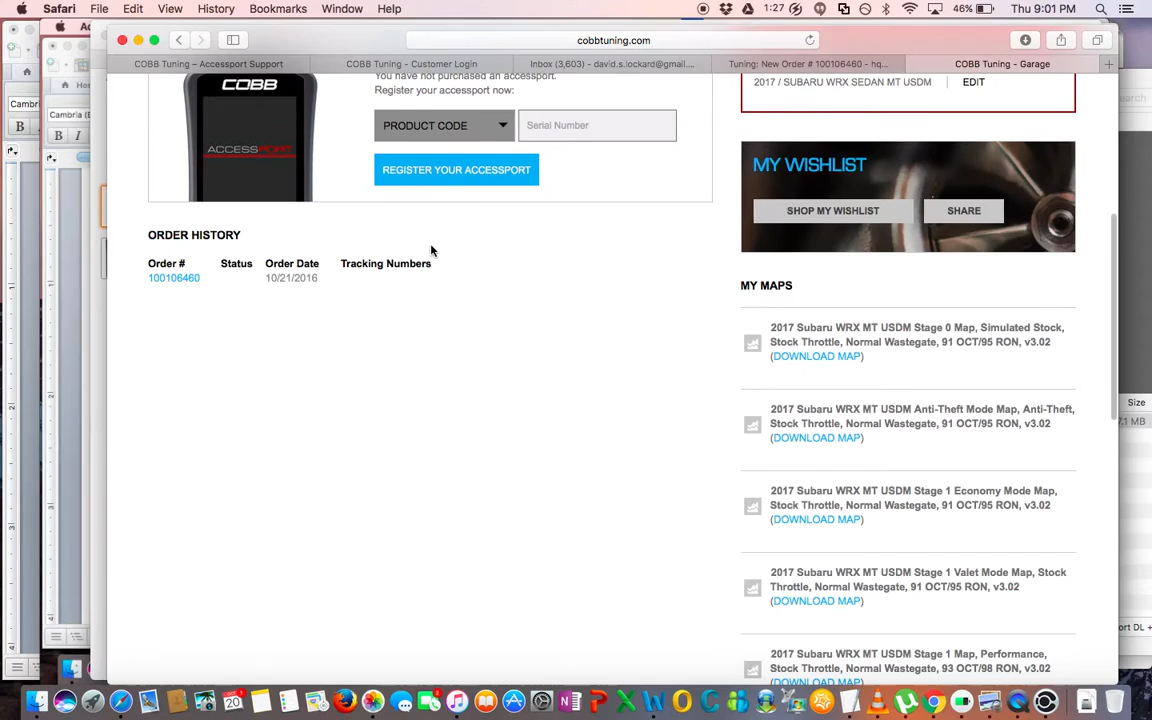 Safari File Edit View History Bookmarks Window Help 1:27 46% Thu 9:01 PM
cobbtuning.com
COBB Tuning – Accessport Support COBB Tuning - Customer Login Inbox (3,603) - david.s.lockard@gmail.... Tuning: New Order # 100106460 - hq... COBB Tuning - Garage
Cambria
Cambria (
B I
B I
COBB
ACCESSPORT
You have not purchased an accessport.
Register your accessport now:
PRODUCT CODE Serial Number
REGISTER YOUR ACCESSPORT
ORDER HISTORY
Order # Status Order Date Tracking Numbers
100106460 10/21/2016
2017 / SUBARU WRX SEDAN MT USDM EDIT
MY WISHLIST
SHOP MY WISHLIST SHARE
MY MAPS
2017 Subaru WRX MT USDM Stage 0 Map, Simulated Stock,
Stock Throttle, Normal Wastegate, 91 OCT/95 RON, v3.02
(DOWNLOAD MAP)
2017 Subaru WRX MT USDM Anti-Theft Mode Map, Anti-Theft,
Stock Throttle, Normal Wastegate, 91 OCT/95 RON, v3.02
(DOWNLOAD MAP)
2017 Subaru WRX MT USDM Stage 1 Economy Mode Map,
Stock Throttle, Normal Wastegate, 91 OCT/95 RON, v3.02
(DOWNLOAD MAP)
2017 Subaru WRX MT USDM Stage 1 Valet Mode Map, Stock
Throttle, Normal Wastegate, 91 OCT/95 RON, v3.02
(DOWNLOAD MAP)
2017 Subaru WRX MT USDM Stage 1 Map, Performance,
Stock Throttle, Normal Wastegate, 93 OCT/98 RON, v3.02
Size
7.1 MB
ort DL +